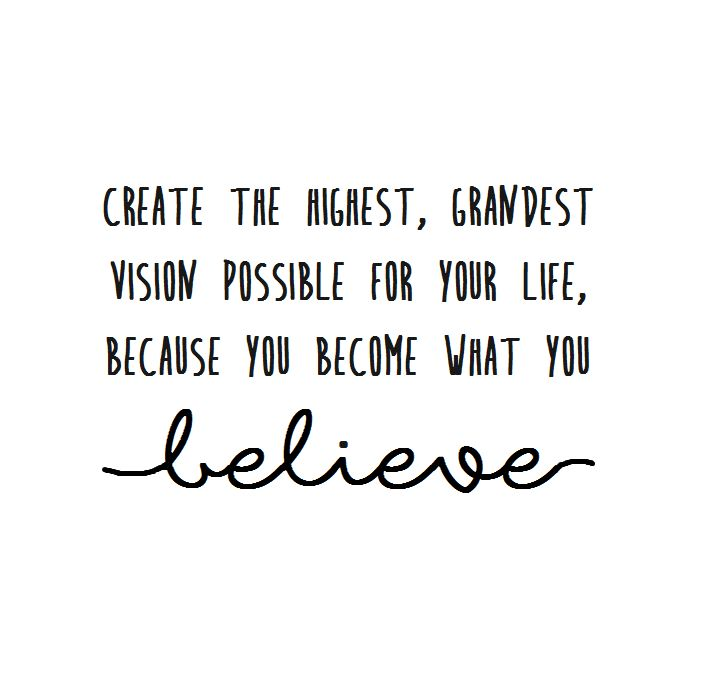 CREATE THE HIGHEST, GRANDEST
VISION POSSIBLE FOR YOUR LIFE,
BECAUSE YOU BECOME WHAT YOU
believe